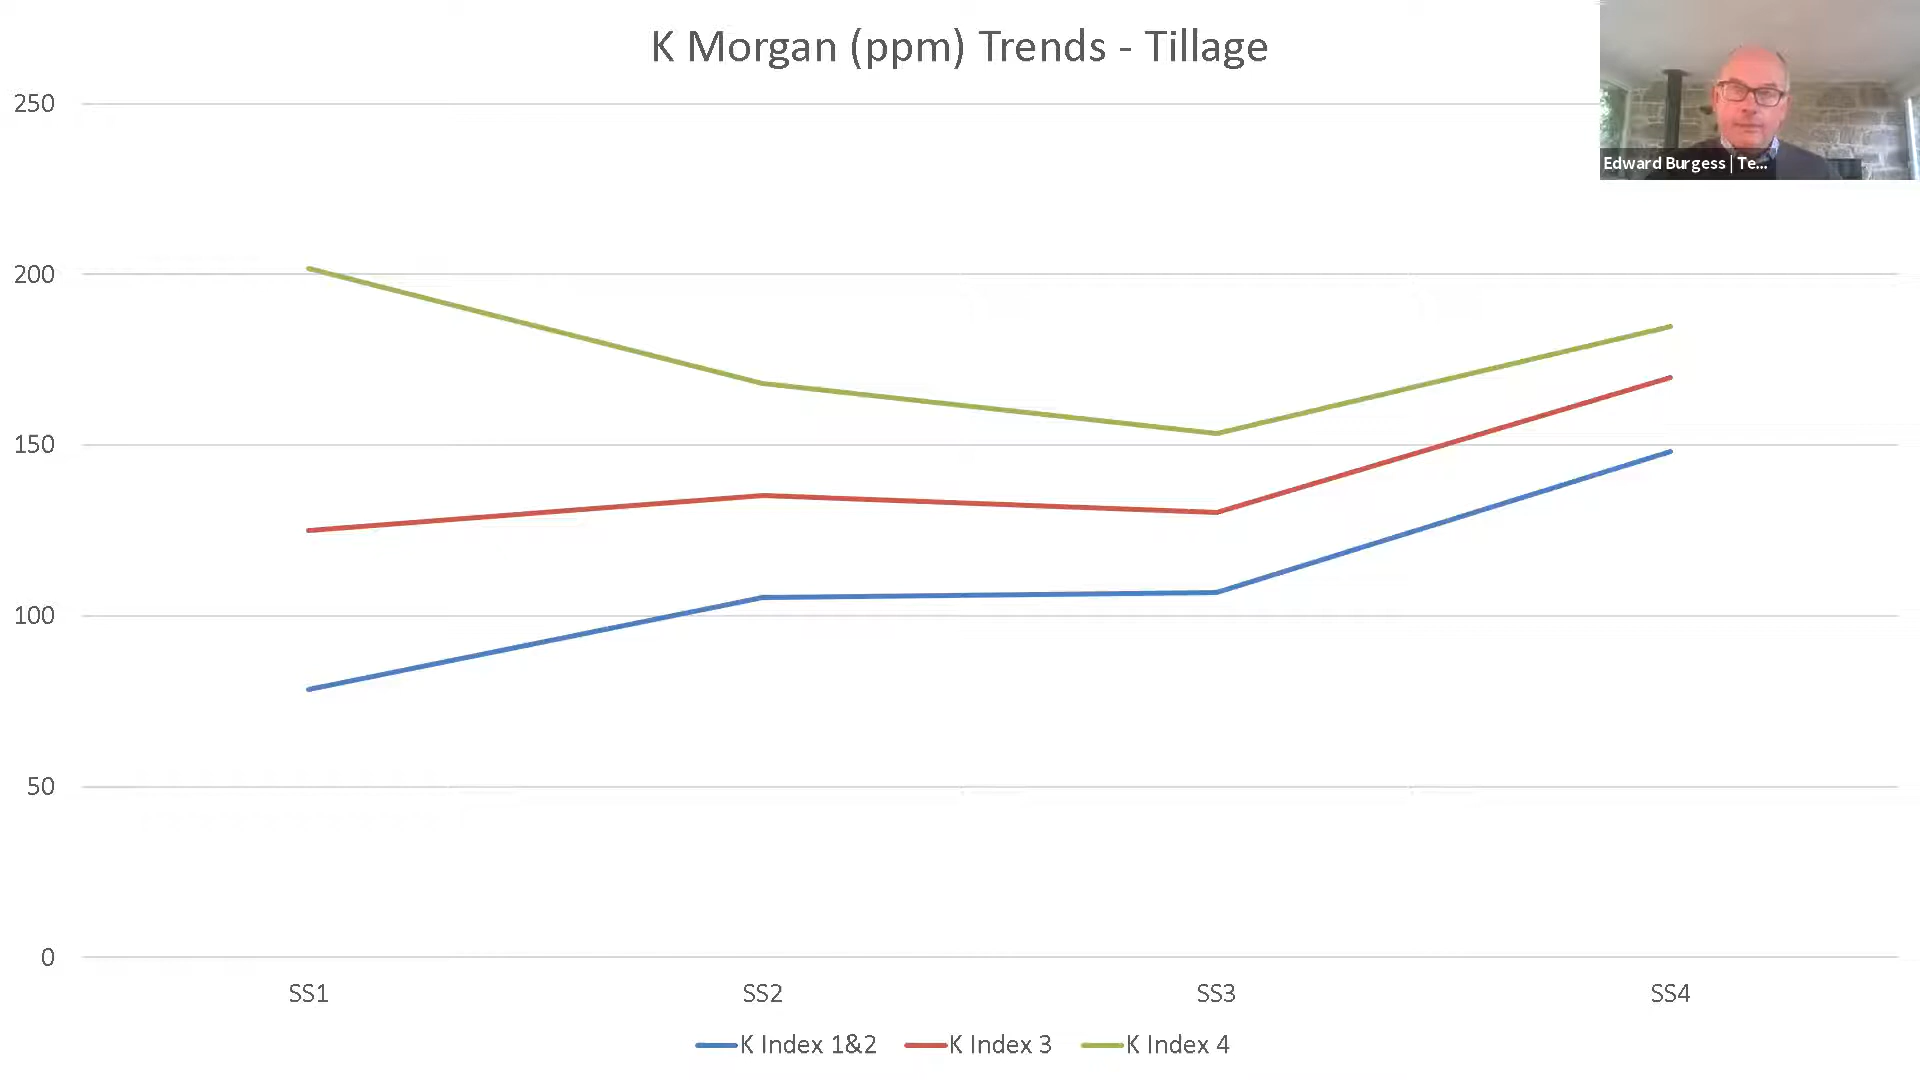 K Morgan (ppm) Trends - Tillage
Edward Burgess | Te...
250
200
150
100
50
0
SS1 SS2 SS3 SS4
K Index 1&2 K Index 3 K Index 4